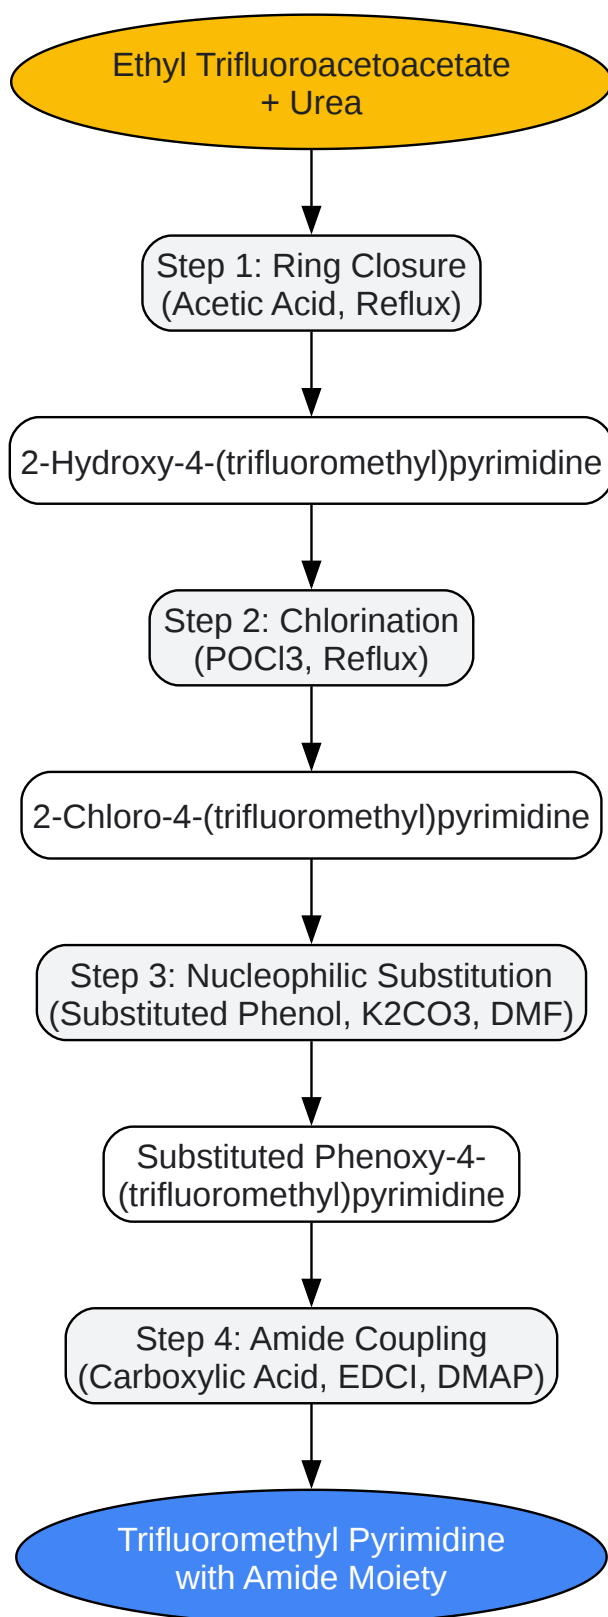 Ethyl Trifluoroacetoacetate
+ Urea
Step 1: Ring Closure
(Acetic Acid, Reflux)
2-Hydroxy-4-(trifluoromethyl)pyrimidine
Step 2: Chlorination
(POCl3, Reflux)
2-Chloro-4-(trifluoromethyl)pyrimidine
Step 3: Nucleophilic Substitution
(Substituted Phenol, K2CO3, DMF)
Substituted Phenoxy-4-
(trifluoromethyl)pyrimidine
Step 4: Amide Coupling
(Carboxylic Acid, EDCI, DMAP)
Trifluoromethyl Pyrimidine
with Amide Moiety